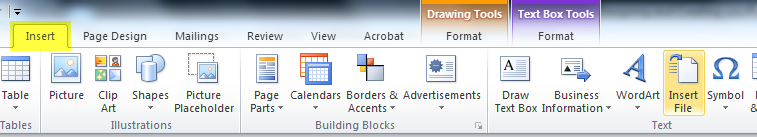 Drawing Tools Text Box Tools
Insert Page Design Mailings Review View Acrobat Format Format
Table Picture Clip Art Shapes Picture Placeholder Page Parts Calendars Borders & Accents Advertisements Draw Text Box Business Information WordArt Insert File Symbol
Tables Illustrations Building Blocks Text